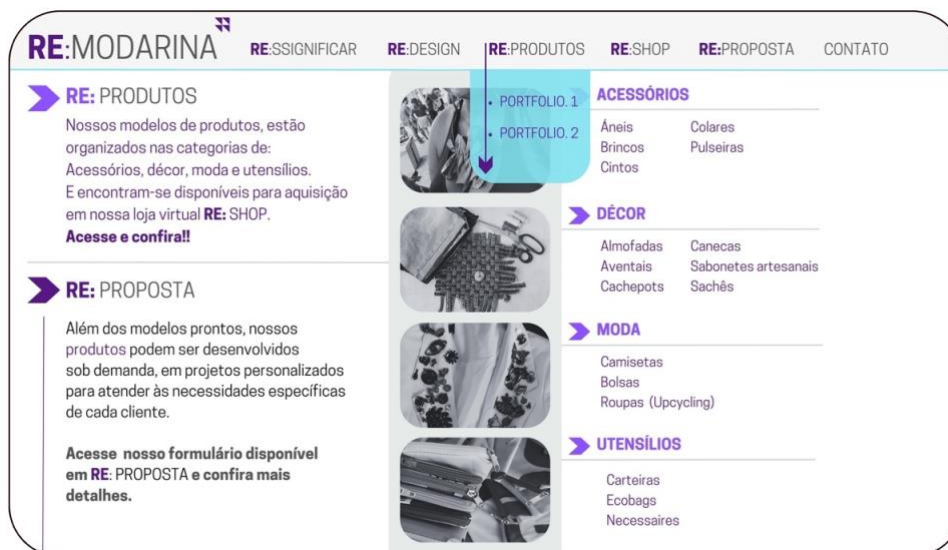 RE:MODARINA
RE:SSIGNIFICAR
RE:DESIGN
RE:PRODUTOS
RE:SHOP
RE:PROPOSTA
CONTATO
PORTFOLIO. 1
PORTFOLIO. 2
RE: PRODUTOS
Nossos modelos de produtos, estão
organizados nas categorias de:
Acessórios, décor, moda e utensílios.
E encontram-se disponíveis para aquisição
em nossa loja virtual RE: SHOP.
Acesse e confira!!
RE: PROPOSTA
Além dos modelos prontos, nossos
produtos podem ser desenvolvidos
sob demanda, em projetos personalizados
para atender às necessidades específicas
de cada cliente.
Acesse nosso formulário disponível
em RE: PROPOSTA e confira mais
detalhes.
ACESSÓRIOS
Áneis
Brincos
Cintos
Colares
Pulseiras
DÉCOR
Almofadas
Aventais
Cachepots
Canecas
Sabonetes artesanais
Sachês
MODA
Camisetas
Bolsas
Roupas (Upcycling)
UTENSÍLIOS
Carteiras
Ecobags
Necessaires